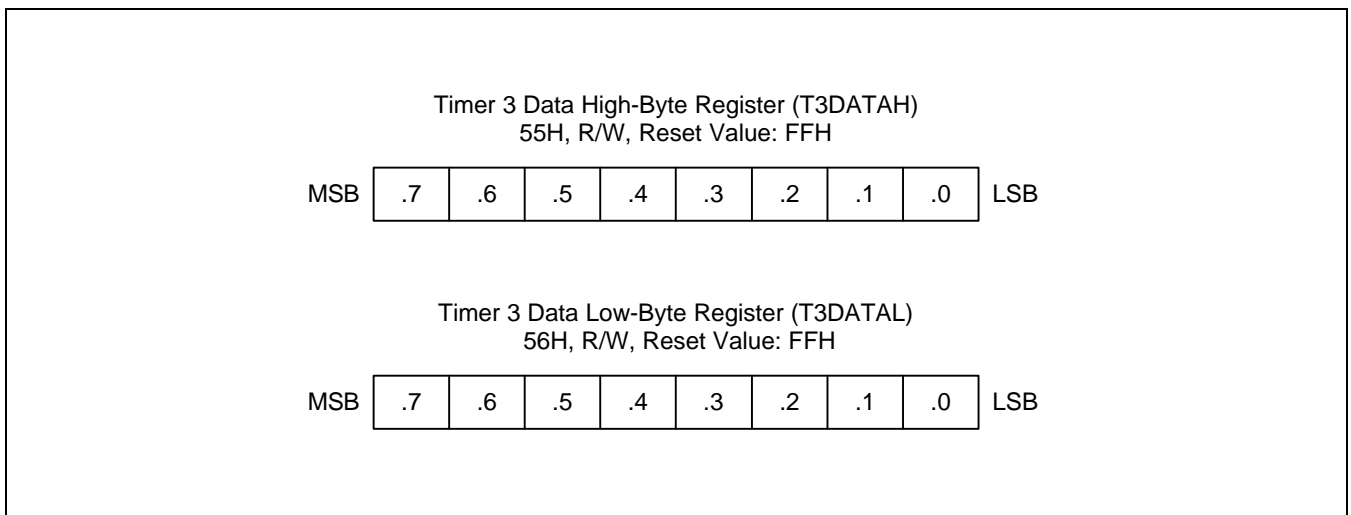 Timer 3 Data High-Byte Register (T3DATAH)
55H, R/W, Reset Value: FFH
MSB .7 .6 .5 .4 .3 .2 .1 .0 LSB
Timer 3 Data Low-Byte Register (T3DATAL)
56H, R/W, Reset Value: FFH
MSB .7 .6 .5 .4 .3 .2 .1 .0 LSB